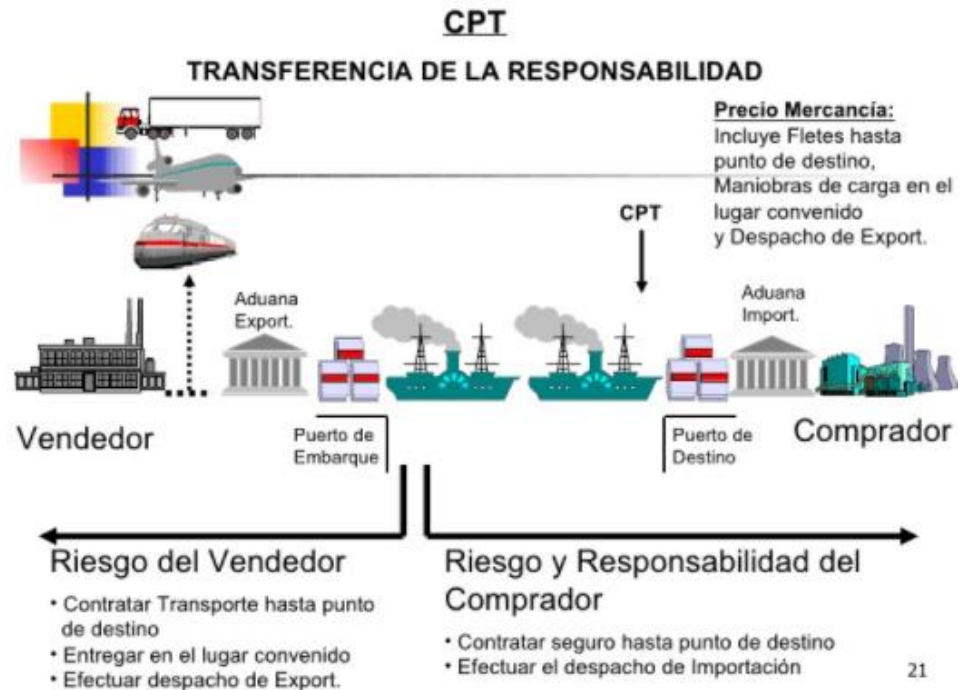 CPT
TRANSFERENCIA DE LA RESPONSABILIDAD
Precio Mercancía:
Incluye Fletes hasta
punto de destino,
Maniobras de carga en el
lugar convenido
y Despacho de Export.
CPT
Aduana
Export.
Aduana
Import.
Vendedor
Puerto de
Embarque
Puerto de
Destino
Comprador
Riesgo del Vendedor
• Contratar Transporte hasta punto
de destino
• Entregar en el lugar convenido
• Efectuar despacho de Export.
Riesgo y Responsabilidad del
Comprador
• Contratar seguro hasta punto de destino
• Efectuar el despacho de Importación
21